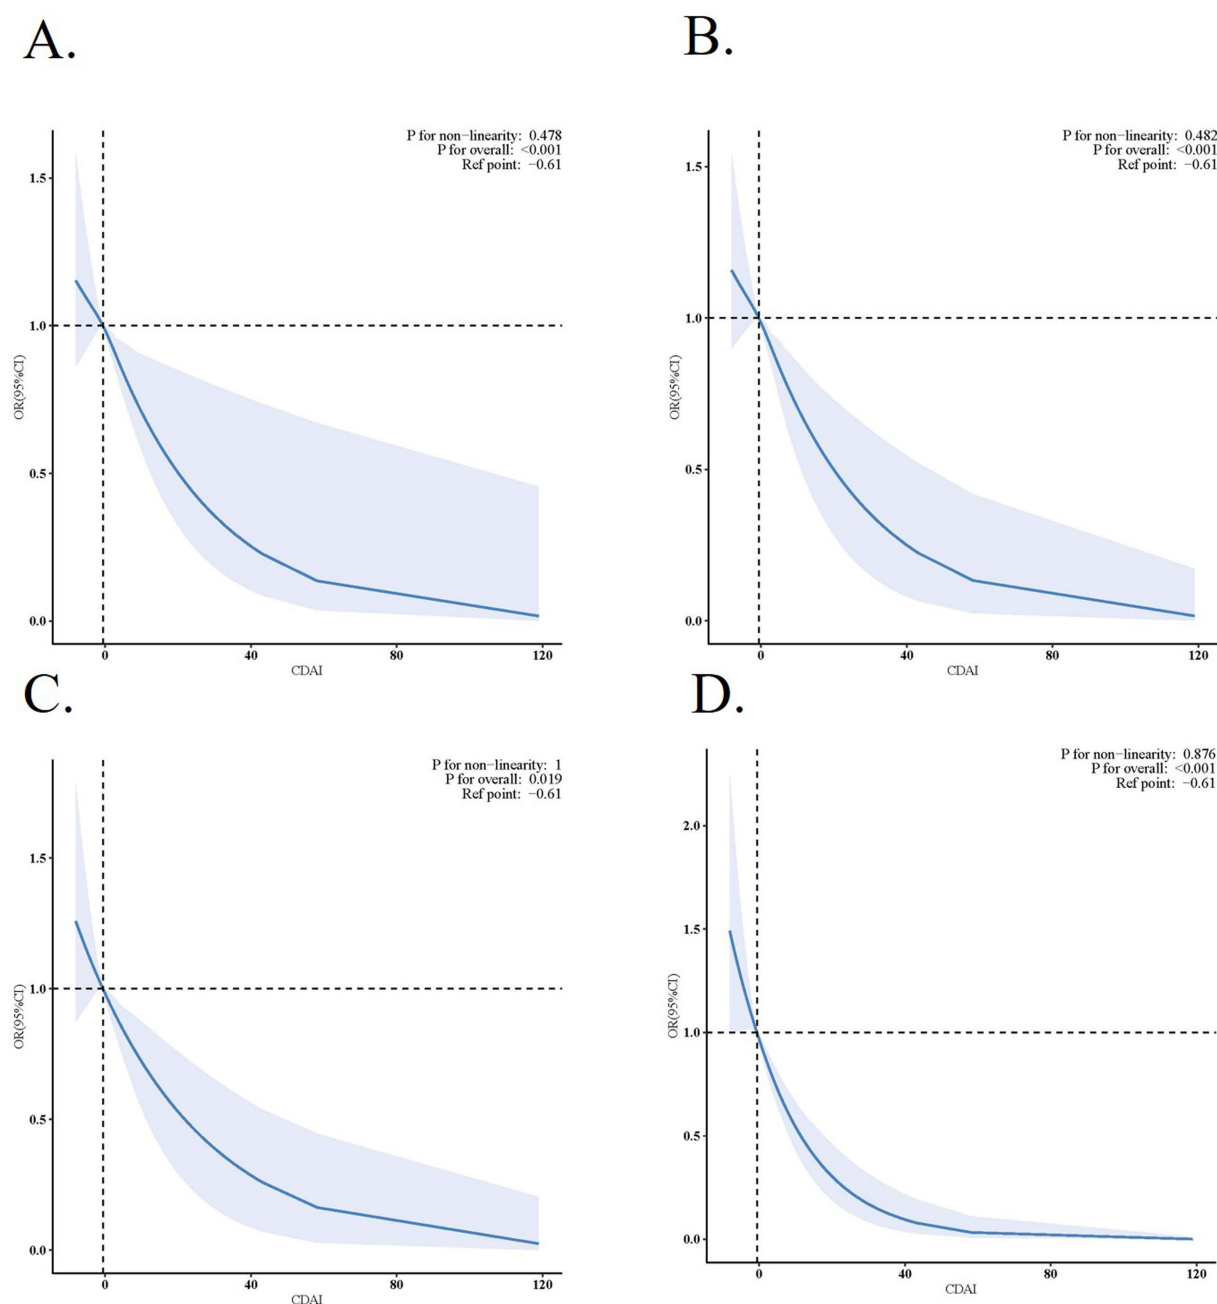 A.
P for non−linearity: 0.478
P for overall: <0.001
Ref point: −0.61
1.5
1.0
0.5
0.0
OR(95%CI)
0 40 80 120
CDAI
B.
P for non−linearity: 0.482
P for overall: <0.001
Ref point: −0.61
1.5
1.0
0.5
0.0
OR(95%CI)
0 40 80 120
CDAI
C.
P for non−linearity: 1
P for overall: 0.019
Ref point: −0.61
1.5
1.0
0.5
0.0
OR(95%CI)
0 40 80 120
CDAI
D.
P for non−linearity: 0.876
P for overall: <0.001
Ref point: −0.61
2.0
1.5
1.0
0.5
0.0
OR(95%CI)
0 40 80 120
CDAI